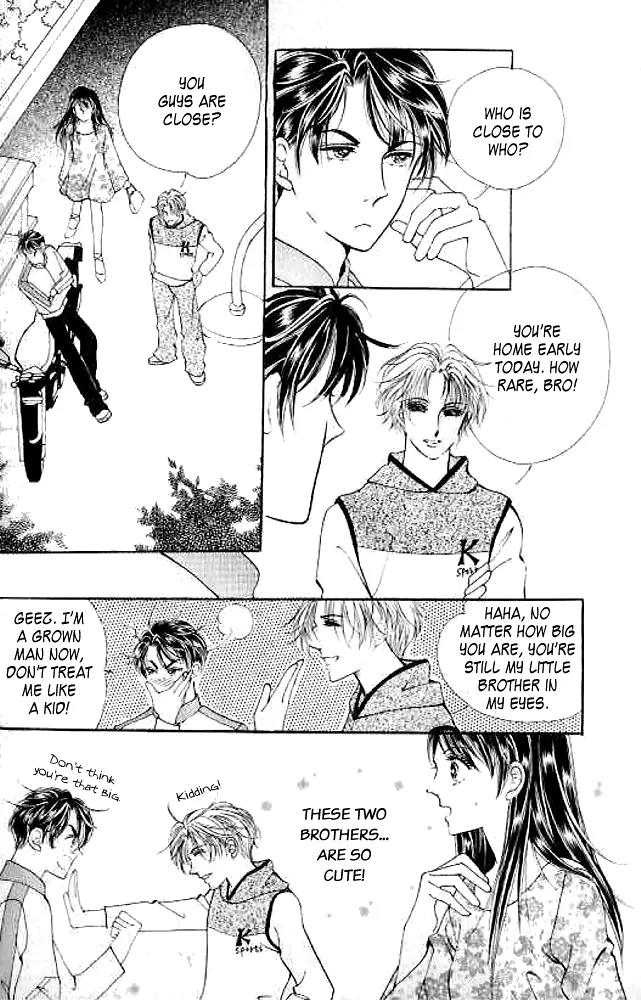 YOU
GUYS ARE
CLOSE?
WHO IS
CLOSE TO
WHO?
K
YOU'RE
HOME EARLY
TODAY. HOW
RARE, BRO!
K
sports
GEEZ. I'M
A GROWN
MAN NOW,
DON'T TREAT
ME LIKE
A KID!
HAHA, NO
MATTER HOW BIG
YOU ARE, YOU'RE
STILL MY LITTLE
BROTHER IN
MY EYES.
Don't think
you're that BIG.
Kidding!
THESE TWO
BROTHERS...
ARE SO
CUTE!
K
sports